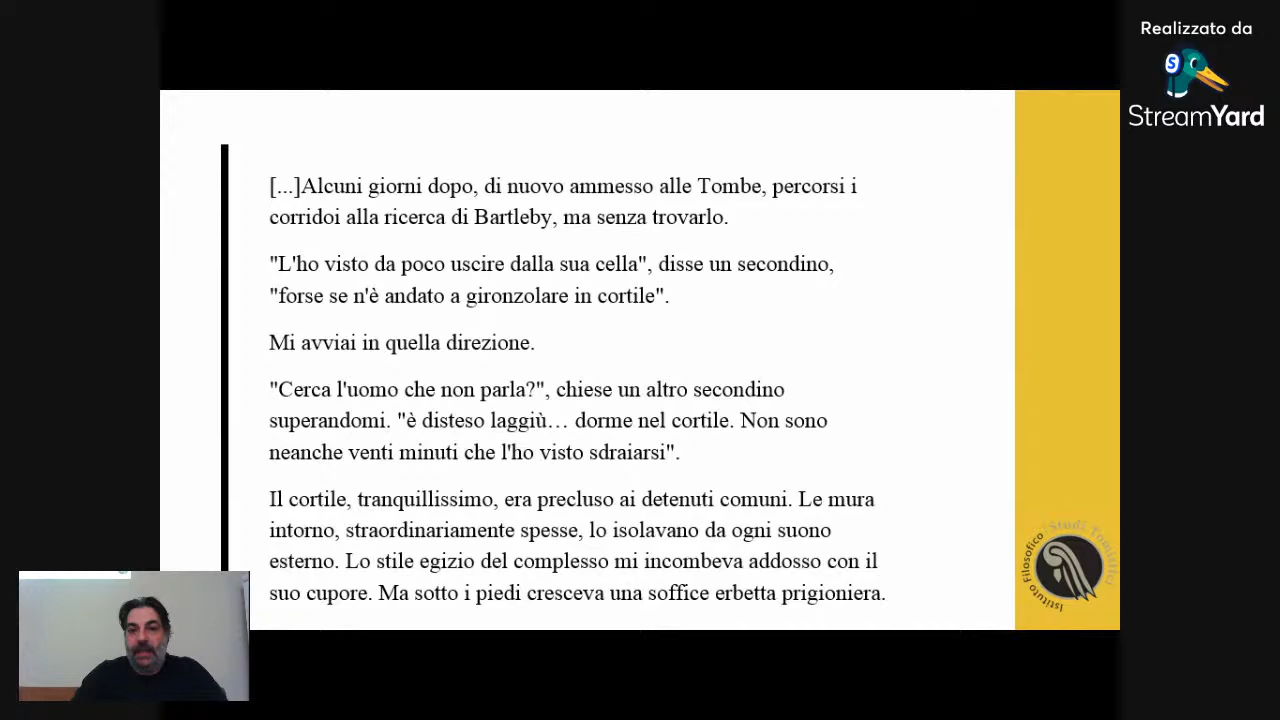 Realizzato da
StreamYard
[...]Alcuni giorni dopo, di nuovo ammesso alle Tombe, percorsi i
corridoi alla ricerca di Bartleby, ma senza trovarlo.
"L'ho visto da poco uscire dalla sua cella", disse un secondino,
"forse se n'è andato a gironzolare in cortile".
Mi avviai in quella direzione.
"Cerca l'uomo che non parla?", chiese un altro secondino
superandomi. "è disteso laggiù… dorme nel cortile. Non sono
neanche venti minuti che l'ho visto sdraiarsi".
Il cortile, tranquillissimo, era precluso ai detenuti comuni. Le mura
intorno, straordinariamente spesse, lo isolavano da ogni suono
esterno. Lo stile egizio del complesso mi incombeva addosso con il
suo cupore. Ma sotto i piedi cresceva una soffice erbetta prigioniera.
Istituto Filosofico
Studi Tomistici